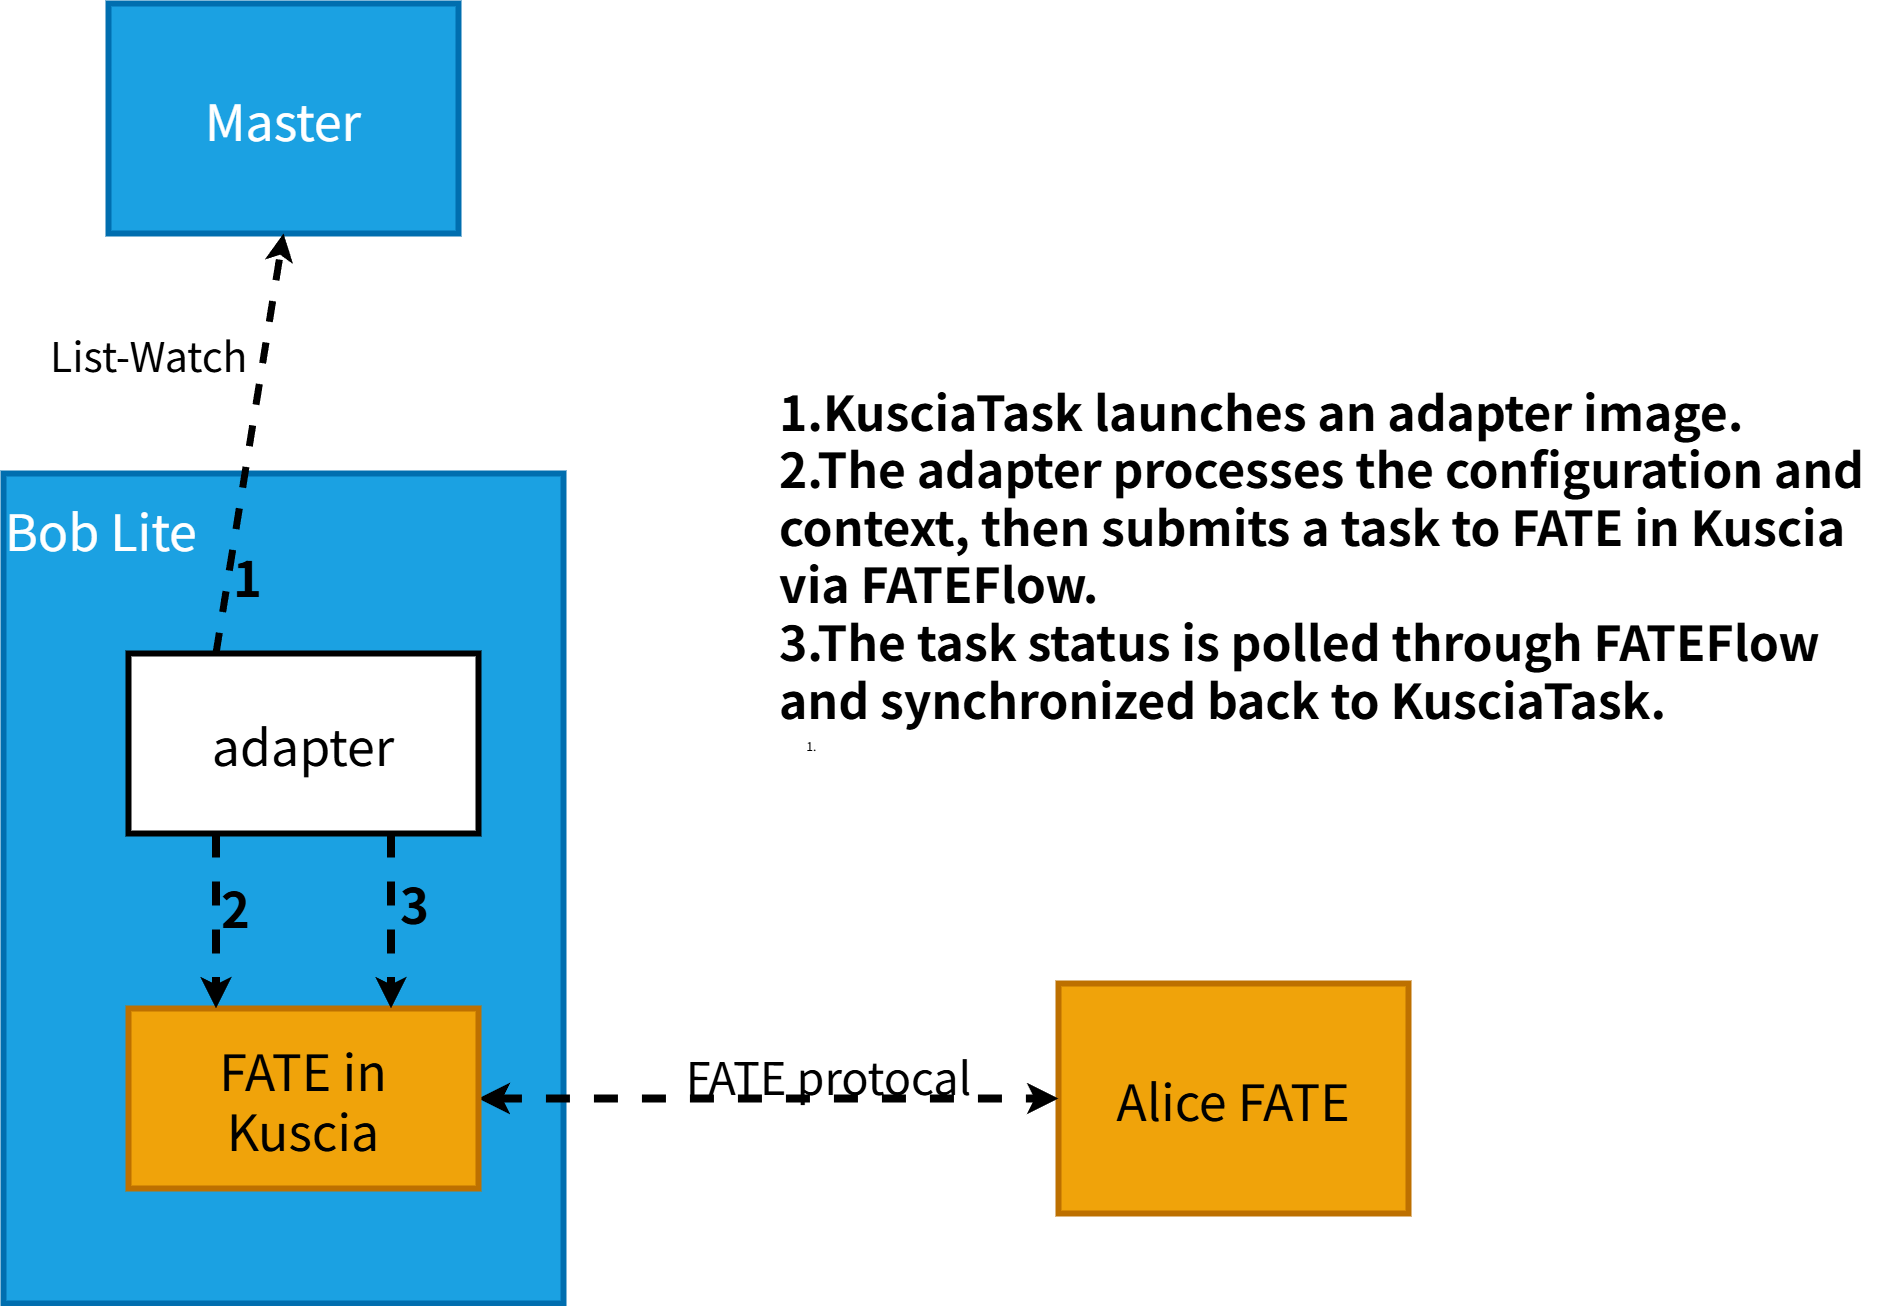 Master
List-Watch
1.KusciaTask launches an adapter image.
2.The adapter processes the configuration and
context, then submits a task to FATE in Kuscia
via FATEFlow.
3.The task status is polled through FATEFlow
and synchronized back to KusciaTask.
1.
Bob Lite
1
adapter
2
3
FATE in
Kuscia
FATE protocal
Alice FATE